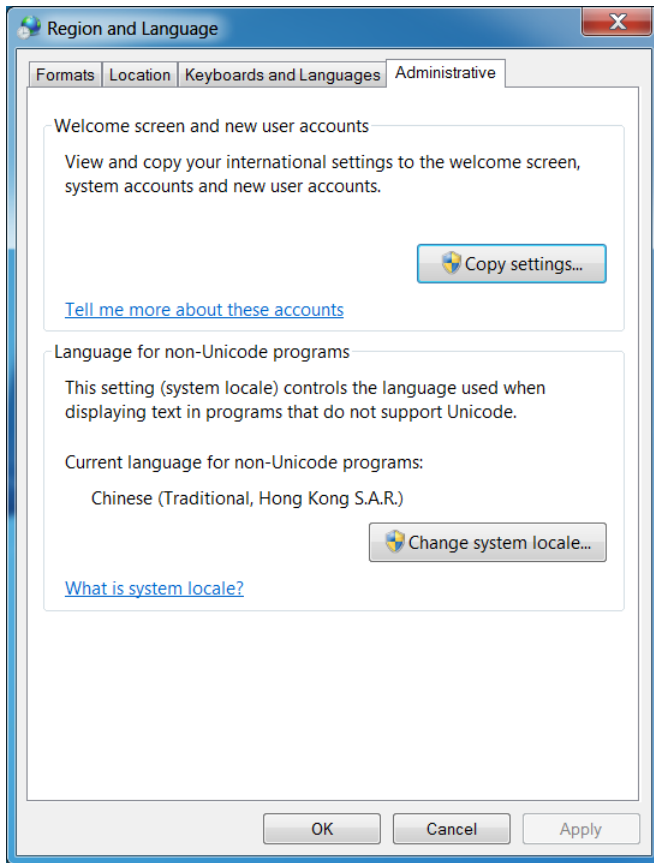 Region and Language
Formats Location Keyboards and Languages Administrative
Welcome screen and new user accounts
View and copy your international settings to the welcome screen,
system accounts and new user accounts.
Copy settings...
Tell me more about these accounts
Language for non-Unicode programs
This setting (system locale) controls the language used when
displaying text in programs that do not support Unicode.
Current language for non-Unicode programs:
Chinese (Traditional, Hong Kong S.A.R.)
Change system locale...
What is system locale?
OK Cancel Apply